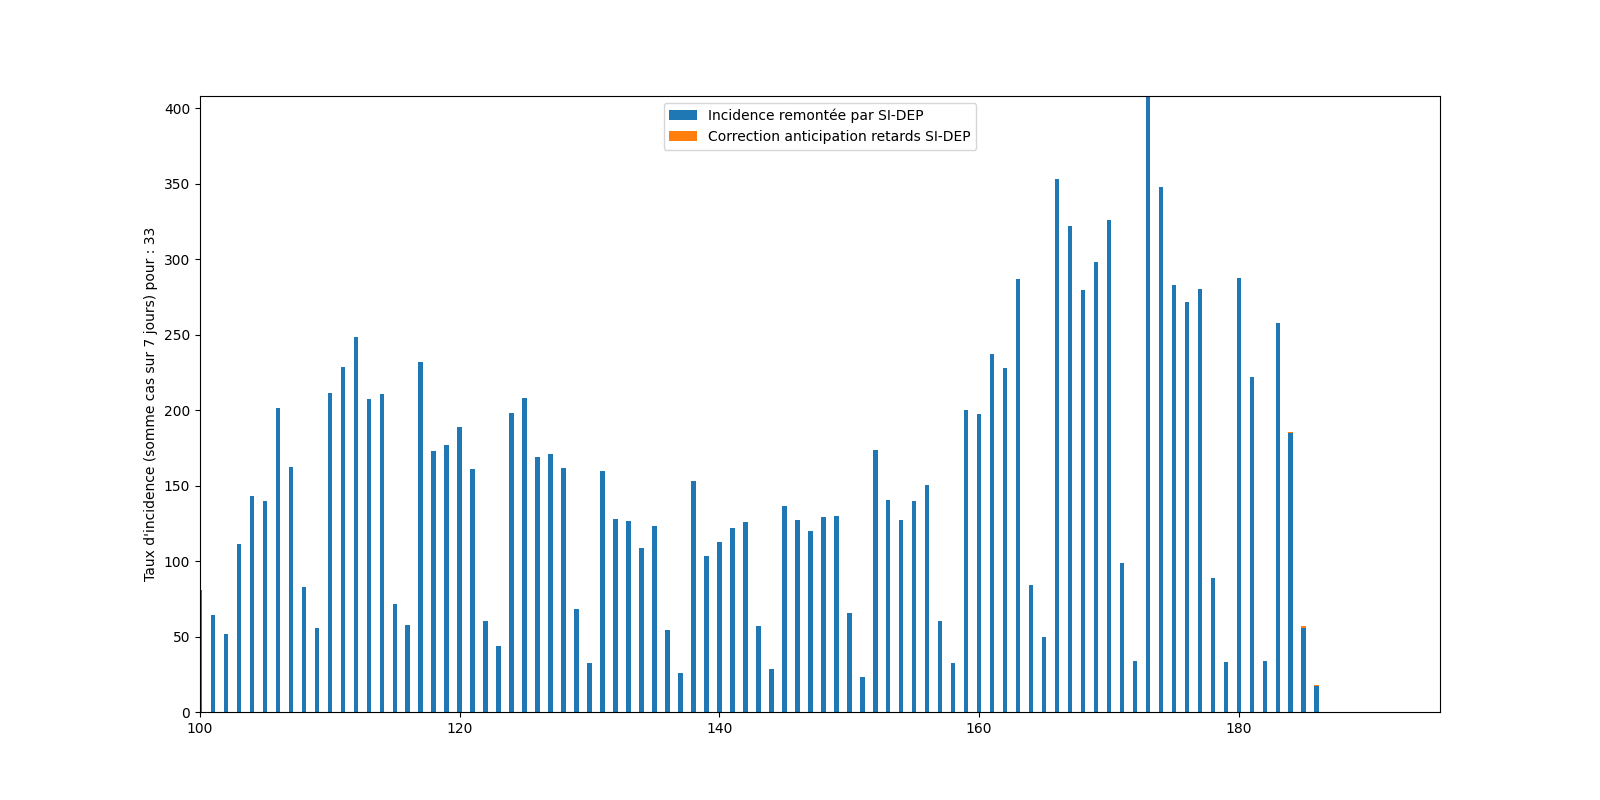 Incidence remontée par SI-DEP
Correction anticipation retards SI-DEP
Taux d'incidence (somme cas sur 7 jours) pour : 33
400
350
300
250
200
150
100
50
0
100 120 140 160 180